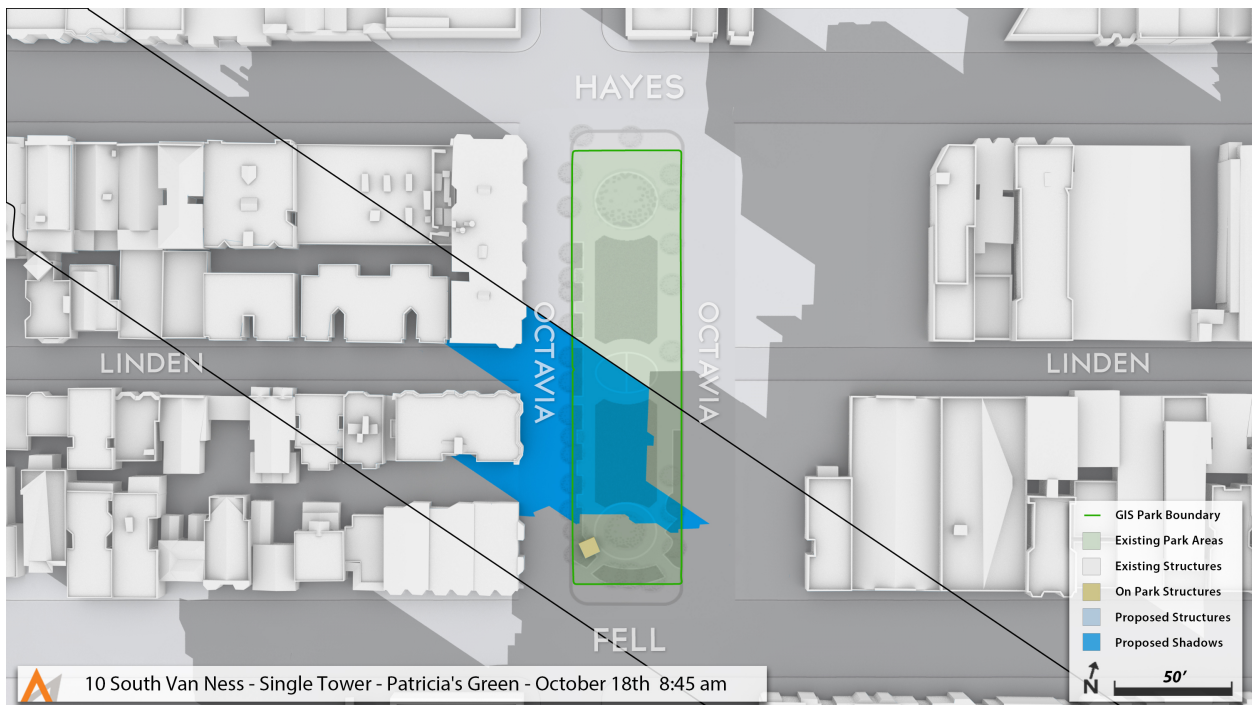 HAYES
OCTAVIA
OCTAVIA
LINDEN
LINDEN
FELL
GIS Park Boundary
Existing Park Areas
Existing Structures
On Park Structures
Proposed Structures
Proposed Shadows
N
50'
10 South Van Ness - Single Tower - Patricia's Green - October 18th 8:45 am